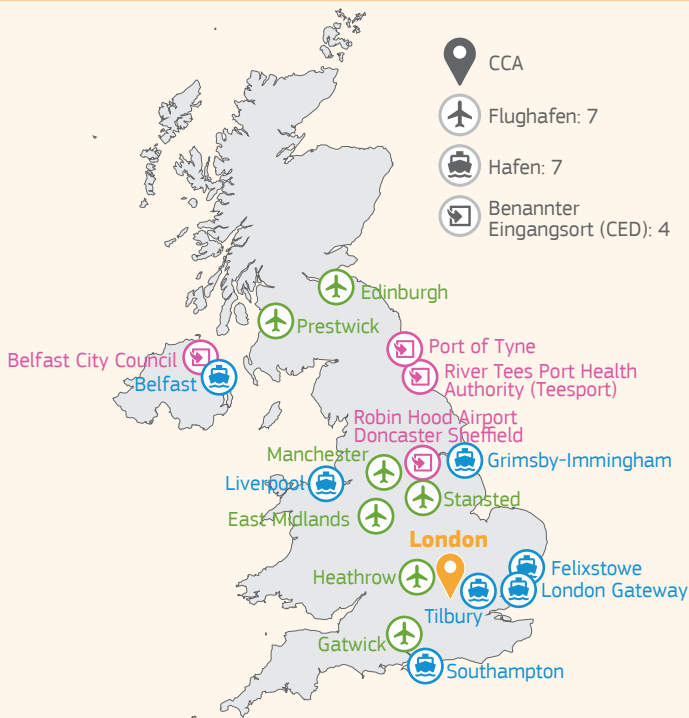 CCA
Flughafen: 7
Hafen: 7
Benannter
Eingangsort (CED): 4
Edinburgh
Prestwick
Port of Tyne
Belfast City Council
River Tees Port Health
Authority (Teesport)
Belfast
Robin Hood Airport
Doncaster Sheffield
Manchester
Grimsby-Immingham
Liverpool
Stansted
East Midlands
London
Heathrow
Felixstowe
London Gateway
Tilbury
Gatwick
Southampton